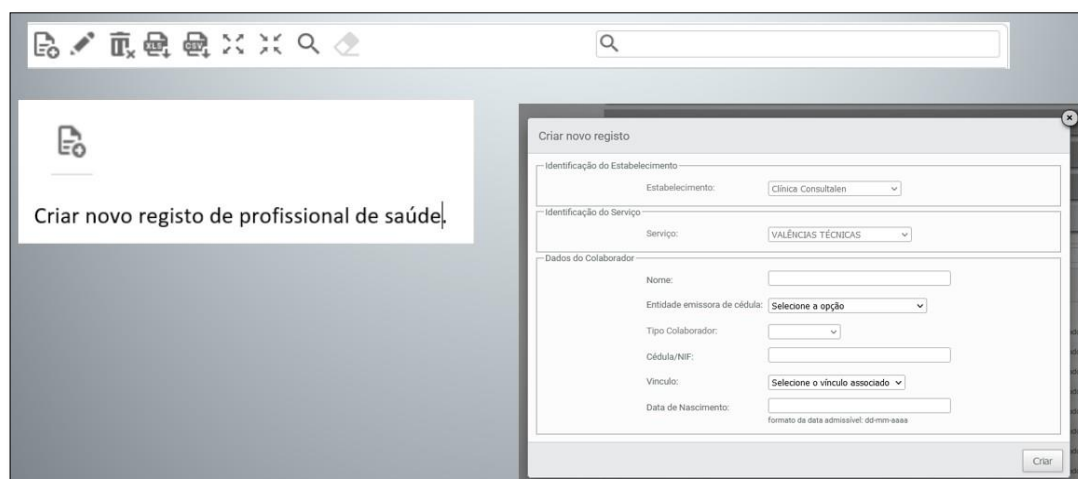 XLS
CSV
Criar novo registo de profissional de saúde.
Criar novo registo
Identificação do Estabelecimento
Estabelecimento: Clínica Consultalen
Identificação do Serviço
Serviço: VALÊNCIAS TÉCNICAS
Dados do Colaborador
Nome:
Entidade emissora de cédula: Selecione a opção
Tipo Colaborador:
Cédula/NIF:
Vinculo: Selecione o vínculo associado
Data de Nascimento:
formato da data admissível: dd-mm-aaaa
Criar